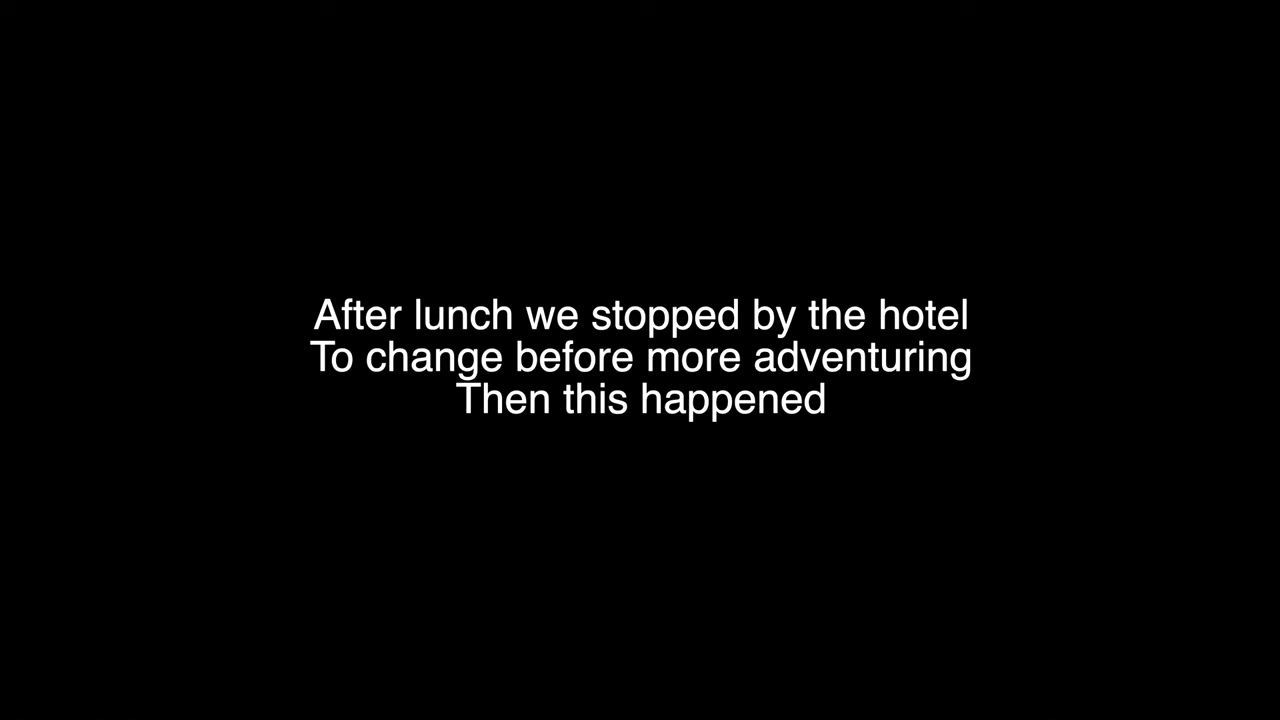 After lunch we stopped by the hotel
To change before more adventuring
Then this happened